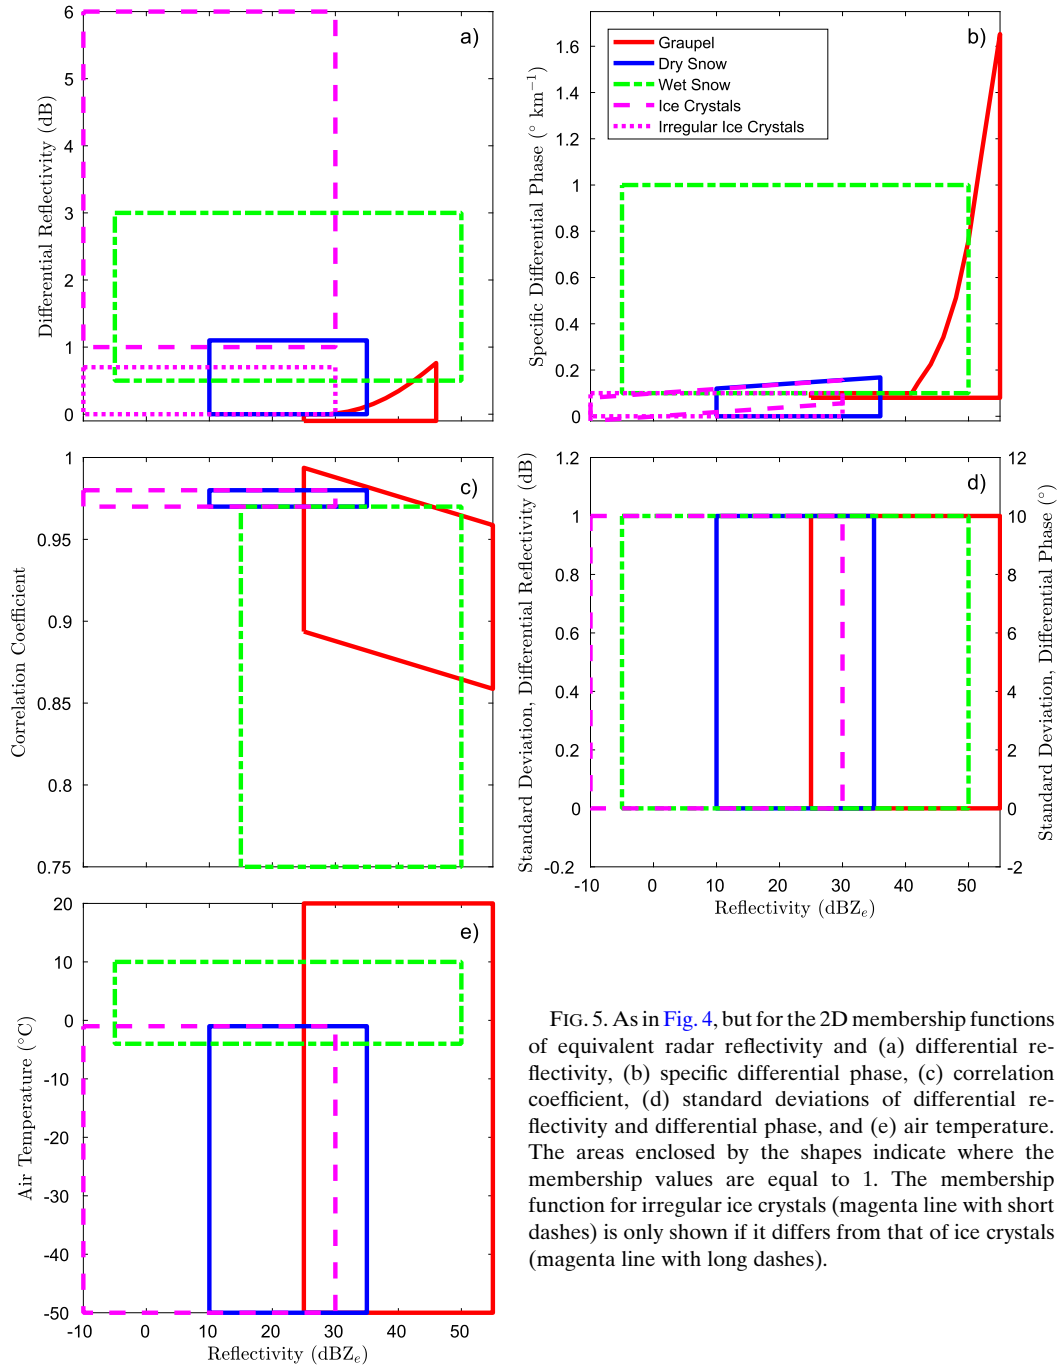 a)
6
5
4
3
2
1
0
Differential Reflectivity (dB)
b)
Graupel
Dry Snow
Wet Snow
Ice Crystals
Irregular Ice Crystals
1.6
1.4
1.2
1
0.8
0.6
0.4
0.2
0
Specific Differential Phase (° km⁻¹)
c)
1
0.95
0.9
0.85
0.8
0.75
Correlation Coefficient
d)
1.2
1
0.8
0.6
0.4
0.2
0
-0.2
Standard Deviation, Differential Reflectivity (dB)
12
10
8
6
4
2
0
-2
Standard Deviation, Differential Phase (°)
-10 0 10 20 30 40 50
Reflectivity (dBZₑ)
e)
20
10
0
-10
-20
-30
-40
-50
Air Temperature (°C)
-10 0 10 20 30 40 50
Reflectivity (dBZₑ)
FIG. 5. As in Fig. 4, but for the 2D membership functions
of equivalent radar reflectivity and (a) differential re-
flectivity, (b) specific differential phase, (c) correlation
coefficient, (d) standard deviations of differential re-
flectivity and differential phase, and (e) air temperature.
The areas enclosed by the shapes indicate where the
membership values are equal to 1. The membership
function for irregular ice crystals (magenta line with short
dashes) is only shown if it differs from that of ice crystals
(magenta line with long dashes).